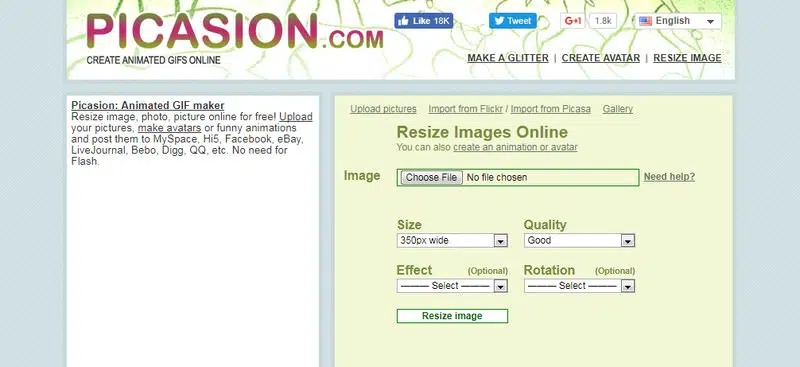 PICASION.COM
CREATE ANIMATED GIFS ONLINE
Like 18K
Tweet
G+1 1.8k
English
MAKE A GLITTER | CREATE AVATAR | RESIZE IMAGE
Picasion: Animated GIF maker
Resize image, photo, picture online for free! Upload
your pictures, make avatars or funny animations
and post them to MySpace, Hi5, Facebook, eBay,
LiveJournal, Bebo, Digg, QQ, etc. No need for
Flash.
Upload pictures Import from Flickr / Import from Picasa Gallery
Resize Images Online
You can also create an animation or avatar
Image Choose File No file chosen Need help?
Size Quality
350px wide Good
Effect (Optional) Rotation (Optional)
——— Select ——— ——— Select ———
Resize image